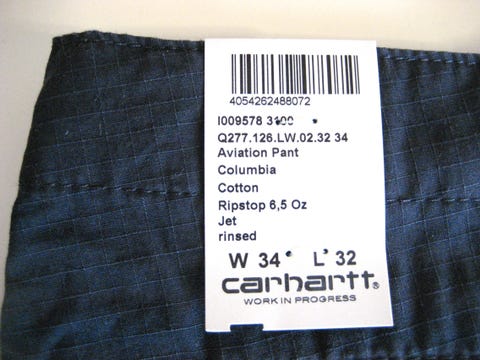 4054262488072
I009578
Q277.126.LW.02.32 34
Aviation Pant
Columbia
Cotton
Ripstop 6,5 Oz
Jet
rinsed
W 34 L 32
carhartt®
WORK IN PROGRESS